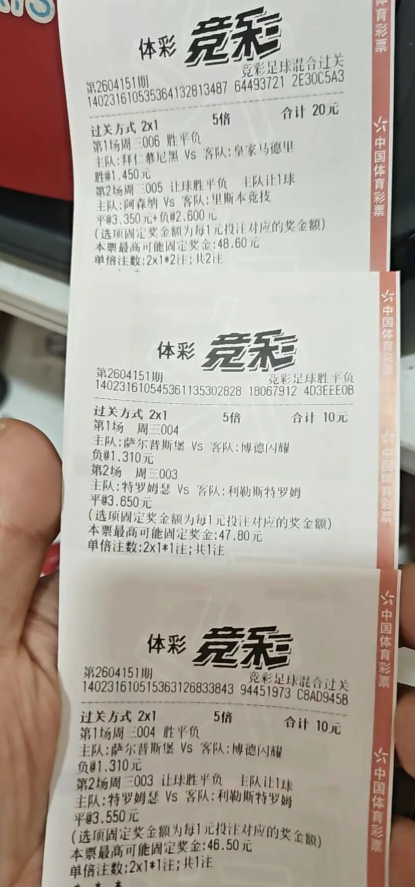 体彩 竞彩
第2604151期 竞彩足球混合过关
140231610535364132813487 64493721 2E30C5A3
过关方式 2x1 5倍 合计 20元
第1场周三006 胜平负
主队:拜仁慕尼黑 Vs 客队:皇家马德里
胜@1.450元
第2场周三005 让球胜平负 主队让1球
主队:阿森纳 Vs 客队:里斯本竞技
平@3.350元+负@2.600元
(选项固定奖金额为每1元投注对应的奖金额)
本票最高可能固定奖金:48.60元
单倍注数:2x1*2注;共2注
中国体育彩票
体彩 竞彩
第2604151期 竞彩足球胜平负
140231610545361135302828 18067912 4D3EEE0B
过关方式 2x1 5倍 合计 10元
第1场 周三004
主队:萨尔普斯堡 Vs 客队:博德闪耀
负@1.310元
第2场 周三003
主队:特罗姆瑟 Vs 客队:利勒斯特罗姆
平@3.650元
(选项固定奖金额为每1元投注对应的奖金额)
本票最高可能固定奖金:47.80元
单倍注数:2x1*1注;共1注
中国体育彩票
中国体育彩票
体彩 竞彩
第2604151期 竞彩足球混合过关
140231610515363126833843 94451973 C8AD945B
过关方式 2x1 5倍 合计 10元
第1场周三004 胜平负
主队:萨尔普斯堡 Vs 客队:博德闪耀
负@1.310元
第2场周三003 让球胜平负 主队让1球
主队:特罗姆瑟 Vs 客队:利勒斯特罗姆
平@3.550元
(选项固定奖金额为每1元投注对应的奖金额)
本票最高可能固定奖金:46.50元
单倍注数:2x1*1注;共1注
中国体育彩票
中国体育彩票